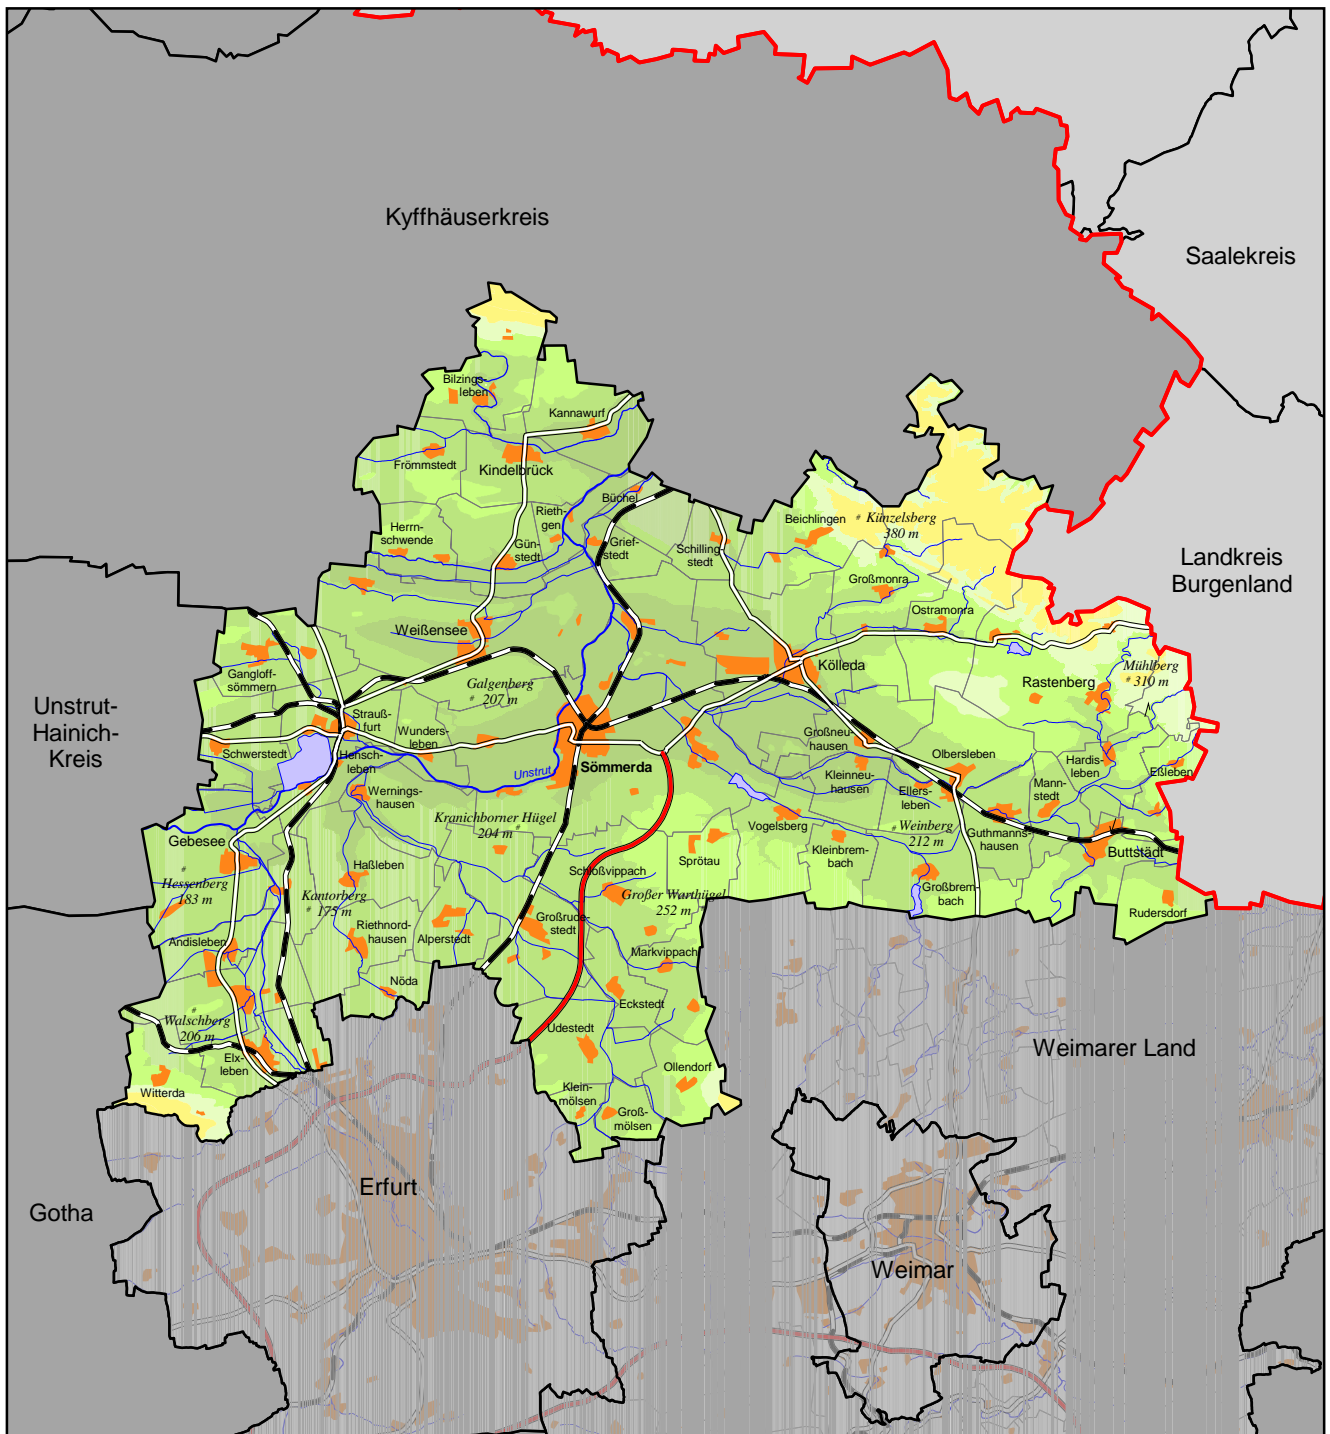 Kyffhäuserkreis
Saalekreis
Bilzings-
leben
Kannawurf
Frömmstedt
Kindelbrück
Büchel
Rieth-
gen
Beichlingen
Künzelsberg
380 m
Herrn-
schwende
Gün-
stedt
Grief-
stedt
Schilling
stedt
Landkreis
Burgenland
Großmonra
Ostramonra
Weißensee
Kölleda
Mühlberg
310 m
Gangloff-
sömmern
Galgenberg
207 m
Rastenberg
Unstrut-
Hainich-
Kreis
Strauß-
furt
Wunders-
leben
Großneu-
hausen
Schwerstedt
Hensch-
leben
Unstrut
Sömmerda
Olbersleben
Kleinneu-
hausen
Hardis-
leben
Eßleben
Wernings-
hausen
Ellers-
leben
Mann-
stedt
Kranichborner Hügel
204 m
Vogelsberg
Weinberg
212 m
Guthmanns-
hausen
Gebesee
Kleinbrem-
bach
Buttstädt
Haßleben
Sprötau
Schloßvippach
Hessenberg
183 m
Kantorberg
175 m
Großer Warthügel
252 m
Großbrem-
bach
Rudersdorf
Großrude-
stedt
Riethnord-
hausen
Alperstedt
Andisleben
Markvippach
Nöda
Eckstedt
Walschberg
206 m
Udestedt
Weimarer Land
Elx-
leben
Ollendorf
Witterda
Klein-
mölsen
Groß-
mölsen
Erfurt
Gotha
Weimar